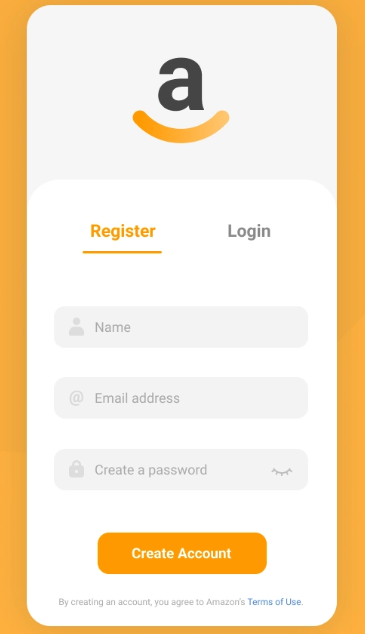 a
Register Login
Name
@ Email address
Create a password
Create Account
By creating an account, you agree to Amazon's Terms of Use.